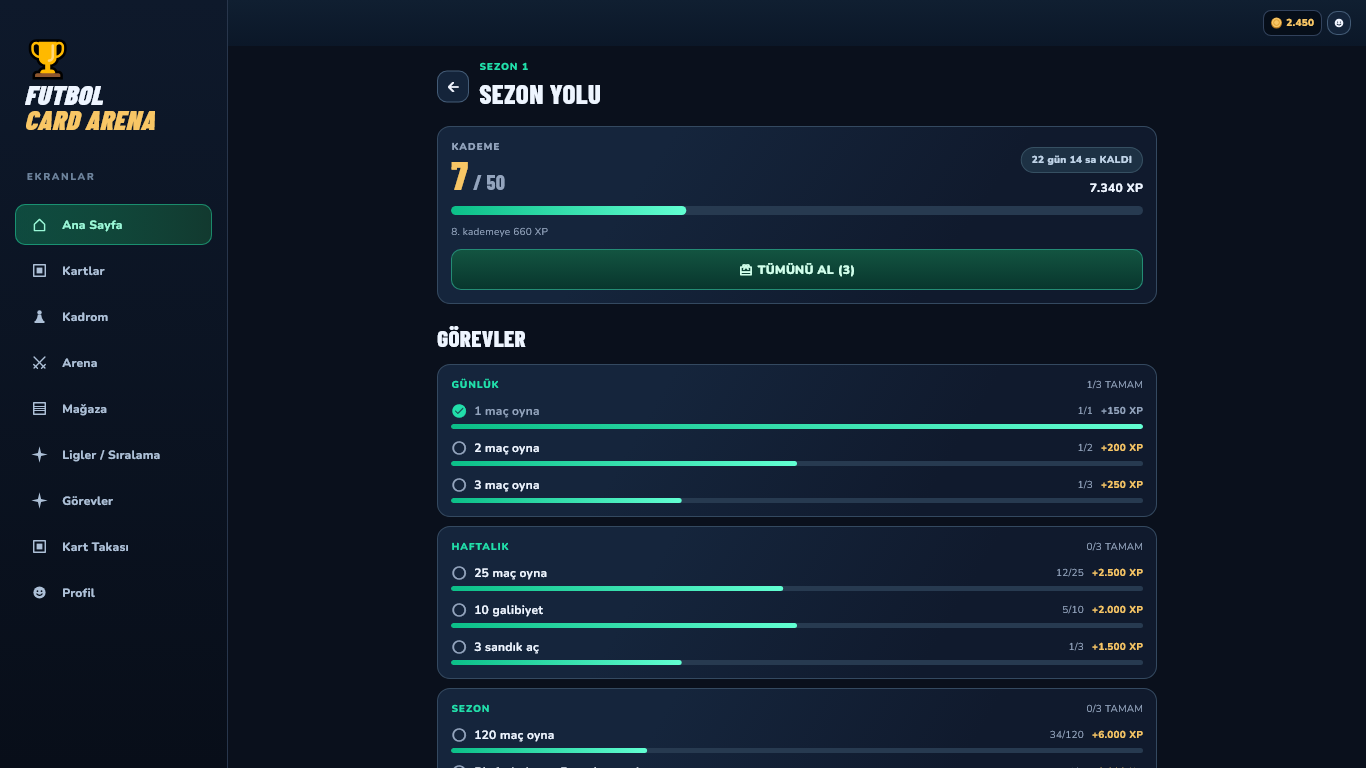 2.450
FUTBOL
CARD ARENA
EKRANLAR
Ana Sayfa
Kartlar
Kadrom
Arena
Mağaza
Ligler / Sıralama
Görevler
Kart Takası
Profil
SEZON 1
SEZON YOLU
KADEME
7 / 50
22 gün 14 sa KALDI
7.340 XP
8. kademeye 660 XP
TÜMÜNÜ AL (3)
GÖREVLER
GÜNLÜK 1/3 TAMAM
1 maç oyna 1/1 +150 XP
2 maç oyna 1/2 +200 XP
3 maç oyna 1/3 +250 XP
HAFTALIK 0/3 TAMAM
25 maç oyna 12/25 +2.500 XP
10 galibiyet 5/10 +2.000 XP
3 sandık aç 1/3 +1.500 XP
SEZON 0/3 TAMAM
120 maç oyna 34/120 +6.000 XP